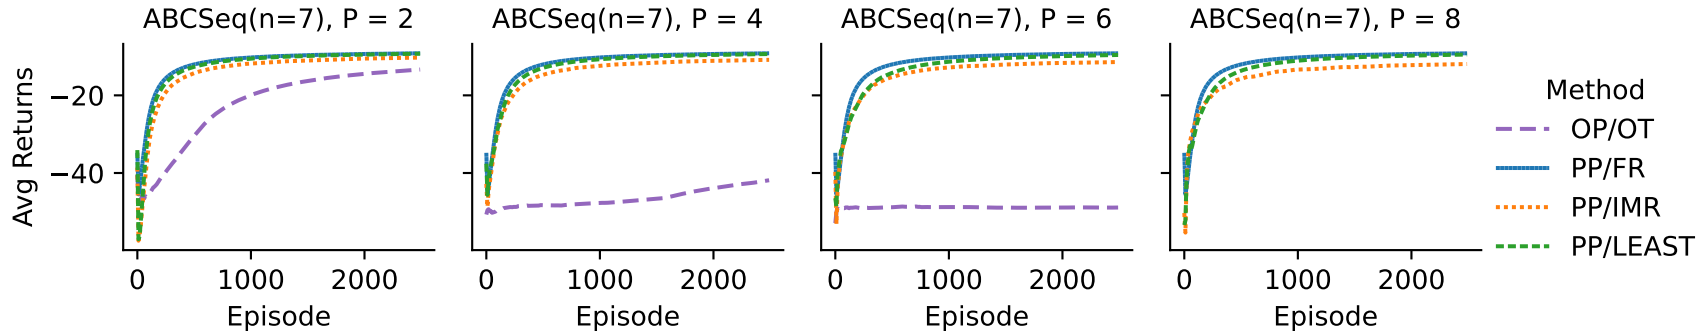 ABCSeq(n=7), P = 2
ABCSeq(n=7), P = 4
ABCSeq(n=7), P = 6
ABCSeq(n=7), P = 8
Avg Returns
−20
−40
0 1000 2000
0 1000 2000
0 1000 2000
0 1000 2000
Episode
Episode
Episode
Episode
Method
OP/OT
PP/FR
PP/IMR
PP/LEAST